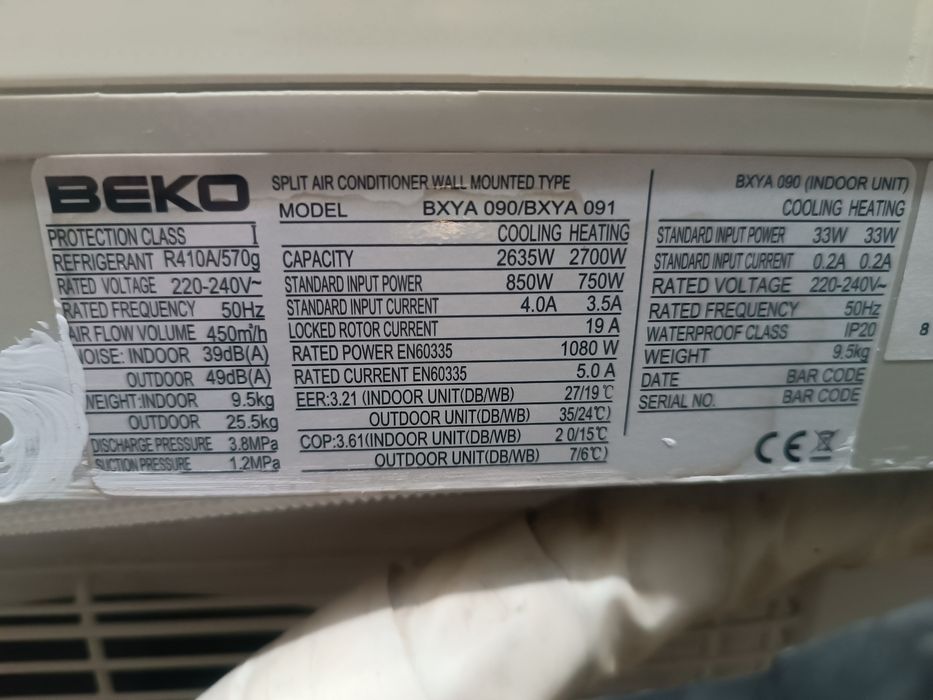 BEKO
PROTECTION CLASS I
REFRIGERANT R410A/570g
RATED VOLTAGE 220-240V~
RATED FREQUENCY 50Hz
AIR FLOW VOLUME 450m³/h
NOISE: INDOOR 39dB(A)
OUTDOOR 49dB(A)
WEIGHT:INDOOR 9.5kg
OUTDOOR 25.5kg
DISCHARGE PRESSURE 3.8MPa
SUCTION PRESSURE 1.2MPa
SPLIT AIR CONDITIONER WALL MOUNTED TYPE
MODEL BXYA 090/BXYA 091
COOLING HEATING
CAPACITY 2635W 2700W
STANDARD INPUT POWER 850W 750W
STANDARD INPUT CURRENT 4.0A 3.5A
LOCKED ROTOR CURRENT 19 A
RATED POWER EN60335 1080 W
RATED CURRENT EN60335 5.0 A
EER:3.21 (INDOOR UNIT(DB/WB) 27/19℃
OUTDOOR UNIT(DB/WB) 35/24℃)
COP:3.61(INDOOR UNIT(DB/WB) 2 0/15℃
OUTDOOR UNIT(DB/WB) 7/6℃)
BXYA 090 (INDOOR UNIT)
COOLING HEATING
STANDARD INPUT POWER 33W 33W
STANDARD INPUT CURRENT 0.2A 0.2A
RATED VOLTAGE 220-240V~
RATED FREQUENCY 50Hz
WATERPROOF CLASS IP20
WEIGHT 9.5kg
DATE BAR CODE
SERIAL NO. BAR CODE
CE
8